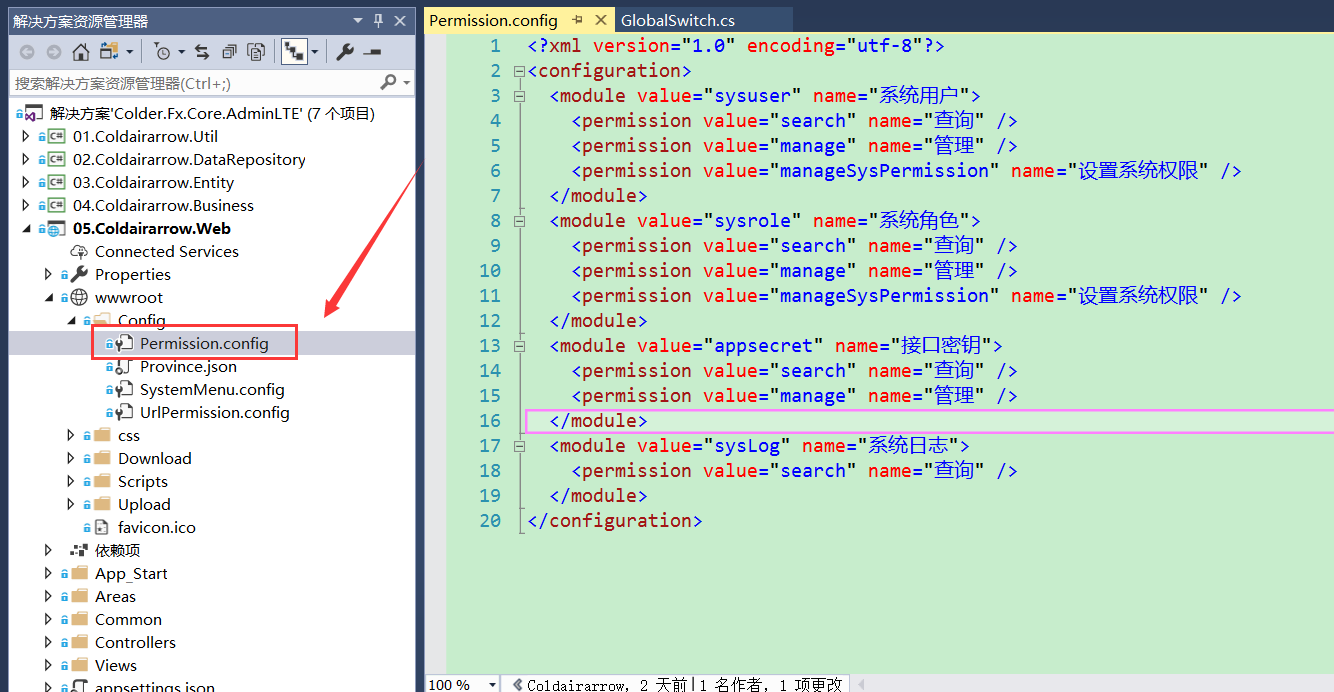 解决方案资源管理器
搜索解决方案资源管理器(Ctrl+;)
解决方案'Colder.Fx.Core.AdminLTE' (7 个项目)
C# 01.Coldairarrow.Util
C# 02.Coldairarrow.DataRepository
C# 03.Coldairarrow.Entity
C# 04.Coldairarrow.Business
05.Coldairarrow.Web
Connected Services
Properties
wwwroot
Config
Permission.config
Province.json
SystemMenu.config
UrlPermission.config
css
Download
Scripts
Upload
favicon.ico
依赖项
App_Start
Areas
Common
Controllers
Views
appsettings.json
Permission.config GlobalSwitch.cs
1 <?xml version="1.0" encoding="utf-8"?>
2 <configuration>
3 <module value="sysuser" name="系统用户">
4 <permission value="search" name="查询" />
5 <permission value="manage" name="管理" />
6 <permission value="manageSysPermission" name="设置系统权限" />
7 </module>
8 <module value="sysrole" name="系统角色">
9 <permission value="search" name="查询" />
10 <permission value="manage" name="管理" />
11 <permission value="manageSysPermission" name="设置系统权限" />
12 </module>
13 <module value="appsecret" name="接口密钥">
14 <permission value="search" name="查询" />
15 <permission value="manage" name="管理" />
16 </module>
17 <module value="sysLog" name="系统日志">
18 <permission value="search" name="查询" />
19 </module>
20 </configuration>
100 % Coldairarrow, 2 天前|1 名作者, 1 项更改